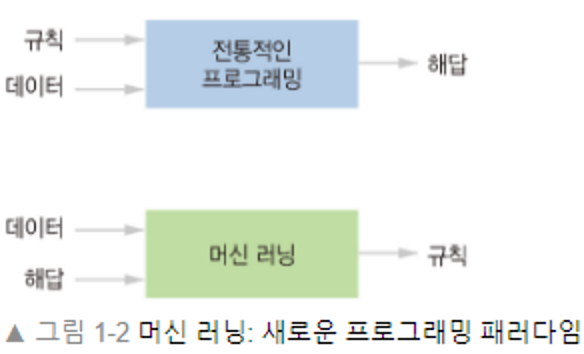 규칙
데이터
전통적인
프로그래밍
해답
데이터
해답
머신 러닝
규칙
▲ 그림 1-2 머신 러닝: 새로운 프로그래밍 패러다임